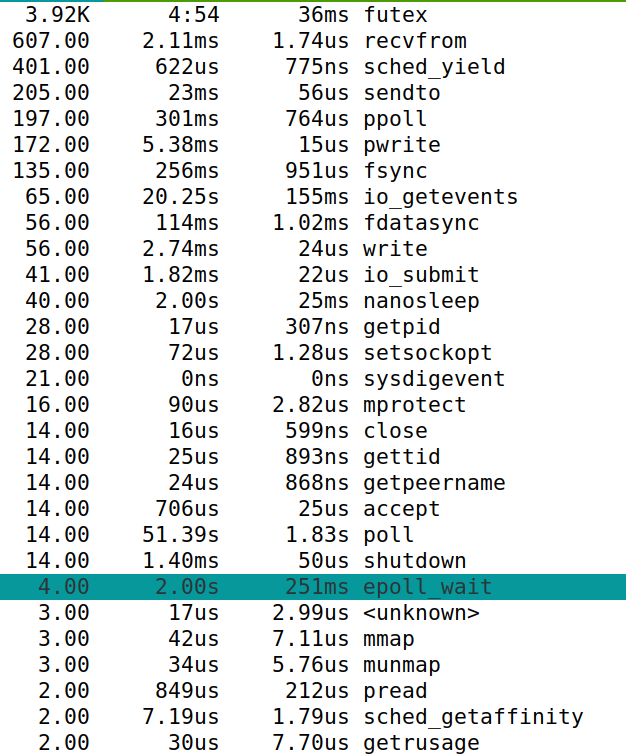 3.92K 4:54 36ms futex
607.00 2.11ms 1.74us recvfrom
401.00 622us 775ns sched_yield
205.00 23ms 56us sendto
197.00 301ms 764us ppoll
172.00 5.38ms 15us pwrite
135.00 256ms 951us fsync
65.00 20.25s 155ms io_getevents
56.00 114ms 1.02ms fdatasync
56.00 2.74ms 24us write
41.00 1.82ms 22us io_submit
40.00 2.00s 25ms nanosleep
28.00 17us 307ns getpid
28.00 72us 1.28us setsockopt
21.00 0ns 0ns sysdigevent
16.00 90us 2.82us mprotect
14.00 16us 599ns close
14.00 25us 893ns gettid
14.00 24us 868ns getpeername
14.00 706us 25us accept
14.00 51.39s 1.83s poll
14.00 1.40ms 50us shutdown
4.00 2.00s 251ms epoll_wait
3.00 17us 2.99us <unknown>
3.00 42us 7.11us mmap
3.00 34us 5.76us munmap
2.00 849us 212us pread
2.00 7.19us 1.79us sched_getaffinity
2.00 30us 7.70us getrusage